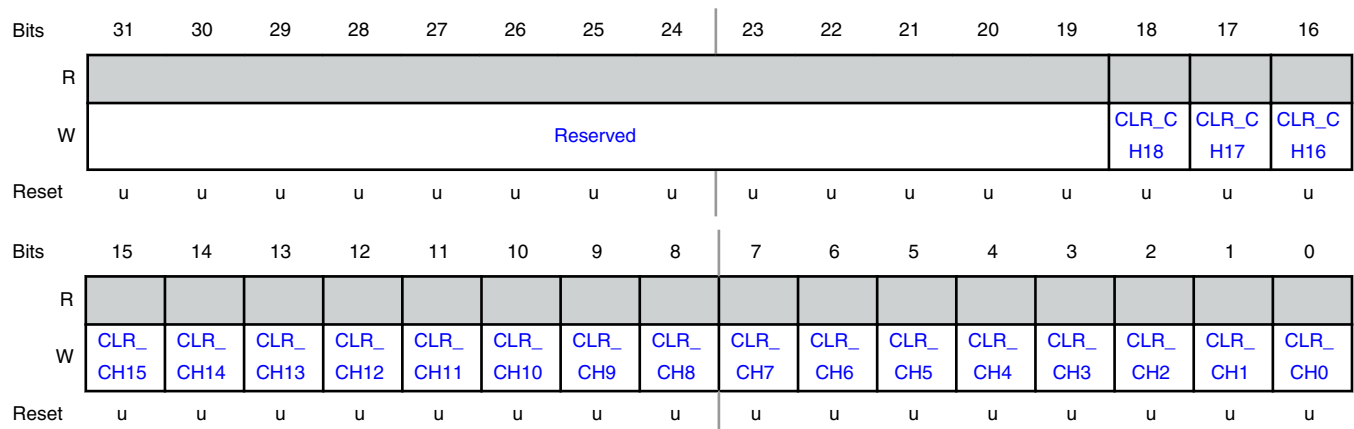 Bits 31 30 29 28 27 26 25 24 23 22 21 20 19 18 17 16
R
W Reserved CLR_C H18 CLR_C H17 CLR_C H16
Reset u u u u u u u u u u u u u u u u
Bits 15 14 13 12 11 10 9 8 7 6 5 4 3 2 1 0
R
W CLR_ CH15 CLR_ CH14 CLR_ CH13 CLR_ CH12 CLR_ CH11 CLR_ CH10 CLR_ CH9 CLR_ CH8 CLR_ CH7 CLR_ CH6 CLR_ CH5 CLR_ CH4 CLR_ CH3 CLR_ CH2 CLR_ CH1 CLR_ CH0
Reset u u u u u u u u u u u u u u u u